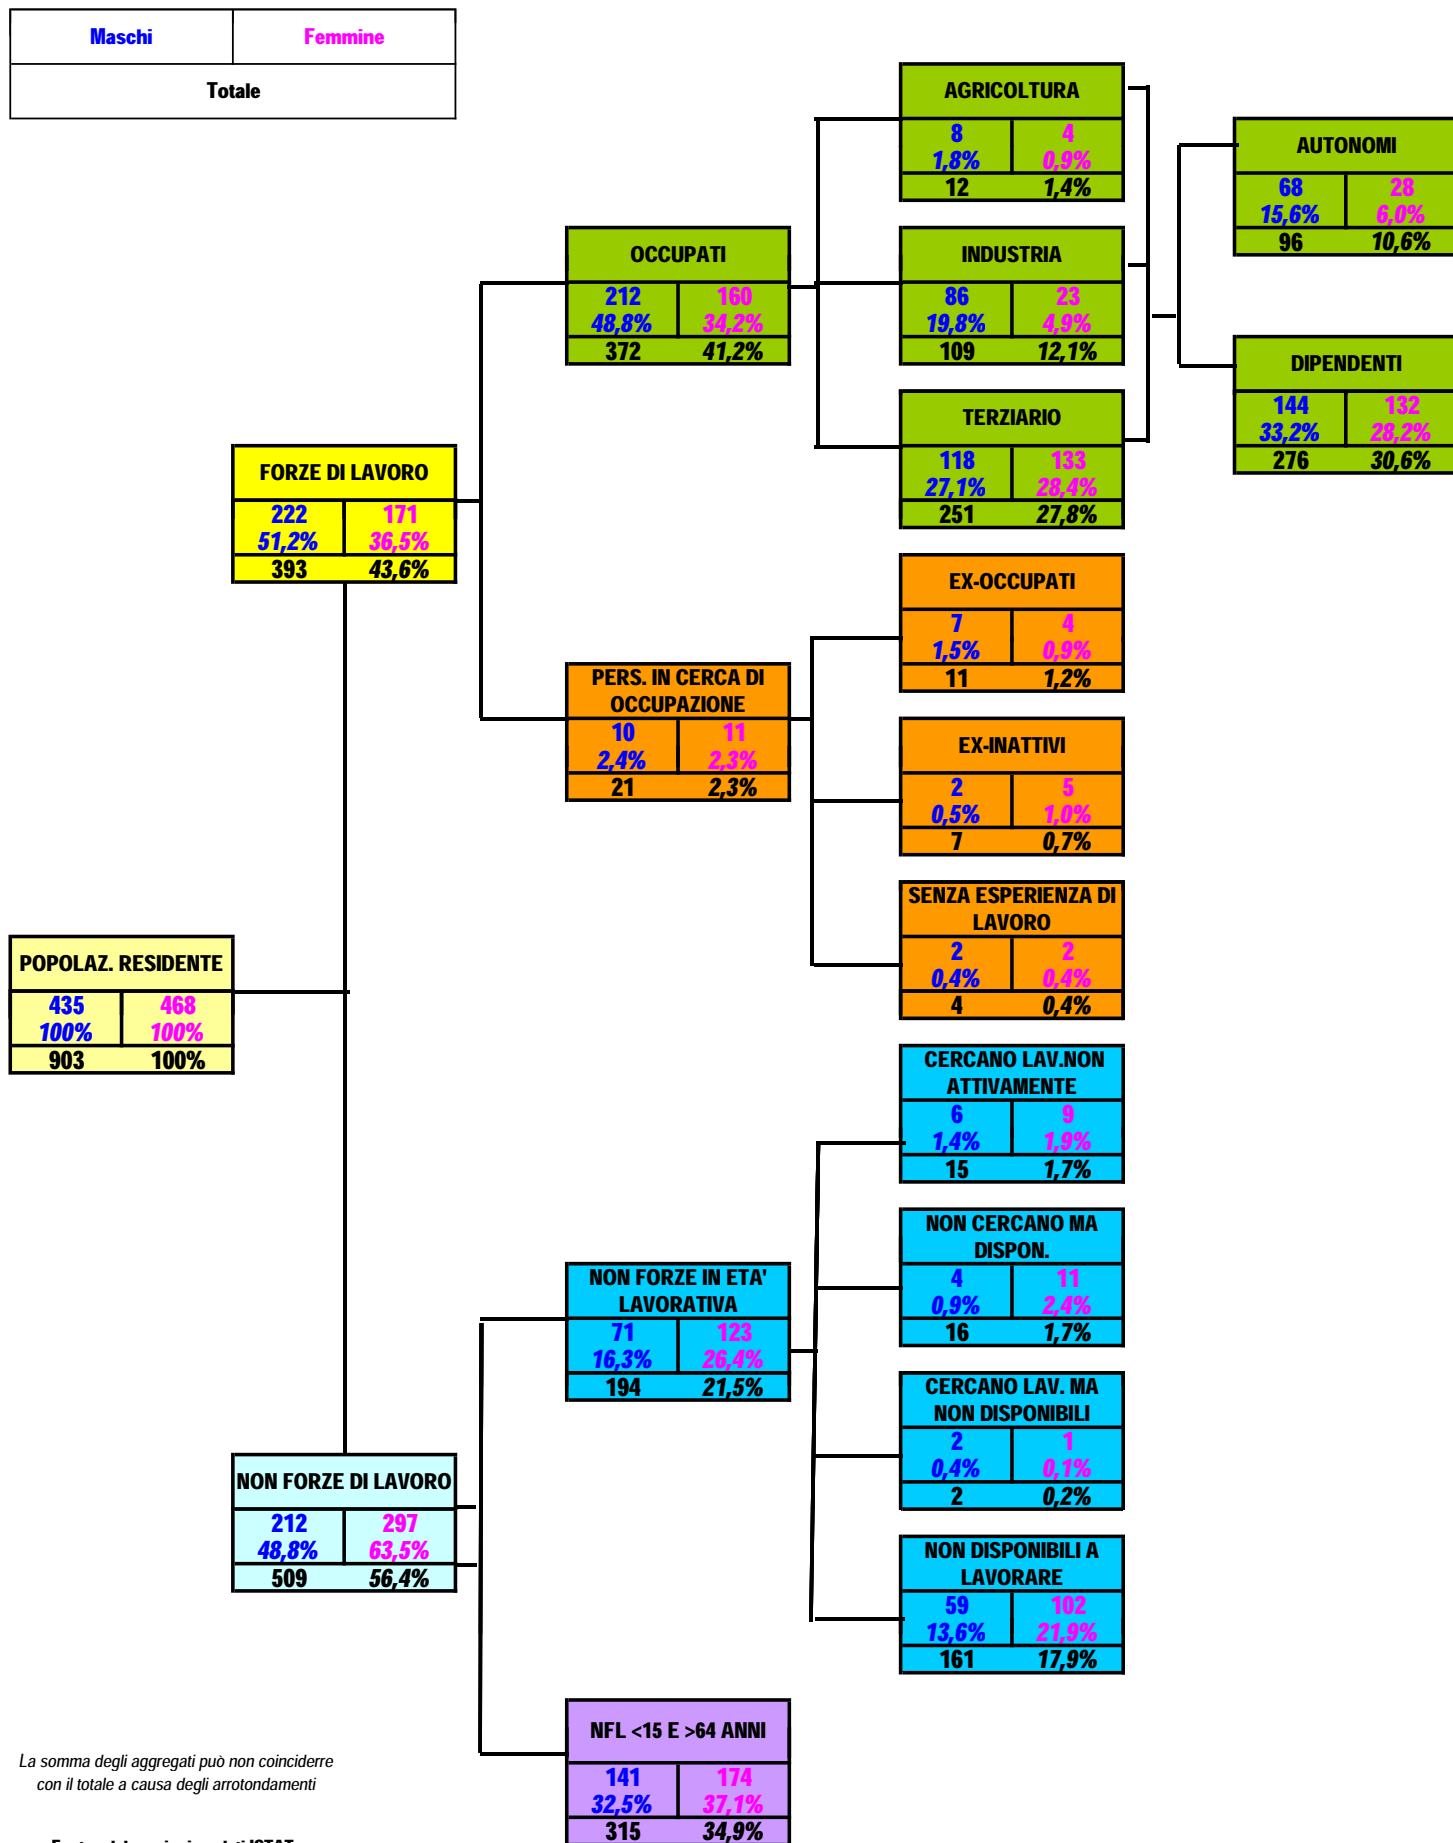 Maschi Femmine
Totale
AGRICOLTURA
8 4
1,8% 0,9%
12 1,4%
AUTONOMI
68 28
15,6% 6,0%
96 10,6%
OCCUPATI
212 160
48,8% 34,2%
372 41,2%
INDUSTRIA
86 23
19,8% 4,9%
109 12,1%
DIPENDENTI
144 132
33,2% 28,2%
276 30,6%
TERZIARIO
118 133
27,1% 28,4%
251 27,8%
FORZE DI LAVORO
222 171
51,2% 36,5%
393 43,6%
EX-OCCUPATI
7 4
1,5% 0,9%
11 1,2%
PERS. IN CERCA DI
OCCUPAZIONE
10 11
2,4% 2,3%
21 2,3%
EX-INATTIVI
2 5
0,5% 1,0%
7 0,7%
SENZA ESPERIENZA DI
LAVORO
2 2
0,4% 0,4%
4 0,4%
POPOLAZ. RESIDENTE
435 468
100% 100%
903 100%
CERCANO LAV.NON
ATTIVAMENTE
6 9
1,4% 1,9%
15 1,7%
NON CERCANO MA
DISPON.
4 11
0,9% 2,4%
16 1,7%
NON FORZE IN ETA'
LAVORATIVA
71 123
16,3% 26,4%
194 21,5%
CERCANO LAV. MA
NON DISPONIBILI
2 1
0,4% 0,1%
2 0,2%
NON FORZE DI LAVORO
212 297
48,8% 63,5%
509 56,4%
NON DISPONIBILI A
LAVORARE
59 102
13,6% 21,9%
161 17,9%
NFL <15 E >64 ANNI
141 174
32,5% 37,1%
315 34,9%
La somma degli aggregati può non coinciderre
con il totale a causa degli arrotondamenti